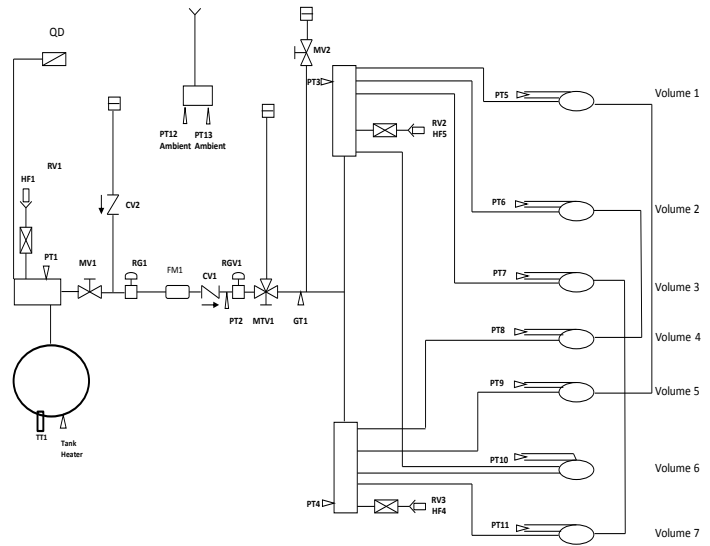 QD
MV2
PT3
PT5
Volume 1
PT12
Ambient
PT13
Ambient
RV2
HF5
RV1
HF1
CV2
PT6
Volume 2
PT1
MV1
RG1
FM1
CV1
RGV1
PT7
Volume 3
PT2
MTV1
GT1
PT8
Volume 4
PT9
Volume 5
TT1
Tank
Heater
PT10
Volume 6
PT4
RV3
HF4
PT11
Volume 7